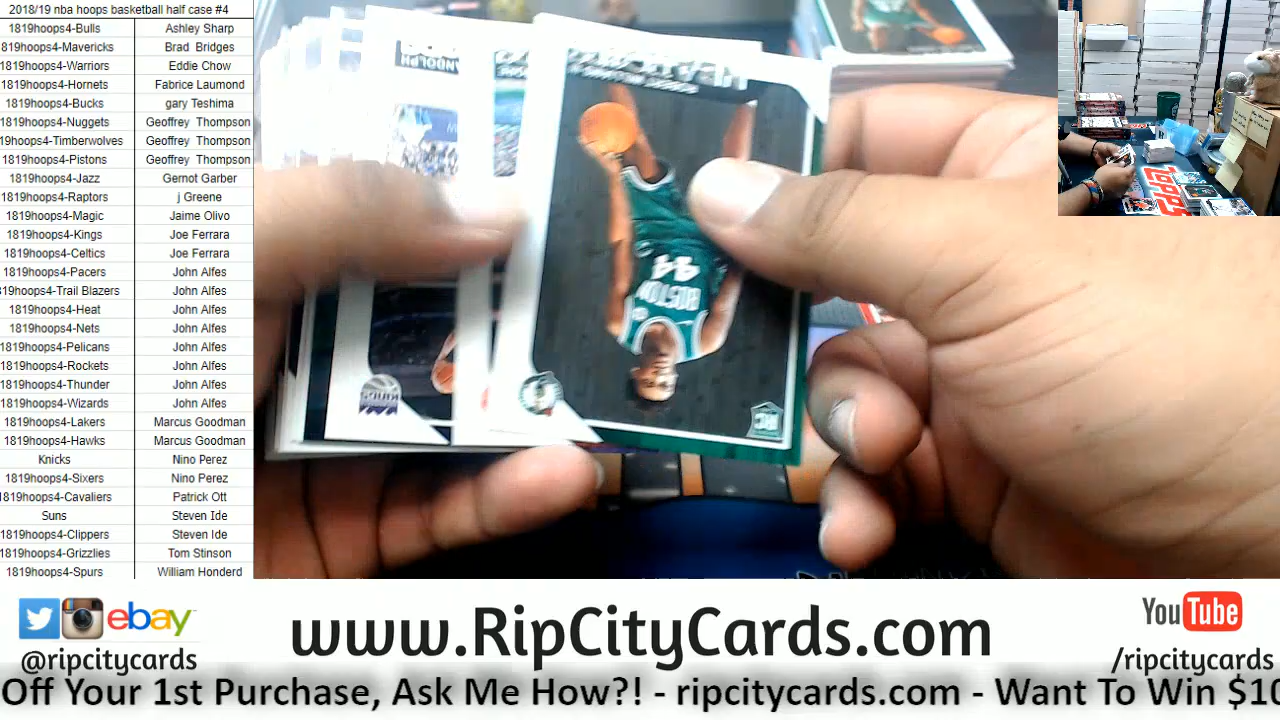 2018/19 nba hoops basketball half case #4
1819hoops4-Bulls Ashley Sharp
819hoops4-Mavericks Brad Bridges
1819hoops4-Warriors Eddie Chow
1819hoops4-Hornets Fabrice Laumond
1819hoops4-Bucks gary Teshima
1819hoops4-Nuggets Geoffrey Thompson
19hoops4-Timberwolves Geoffrey Thompson
1819hoops4-Pistons Geoffrey Thompson
1819hoops4-Jazz Gernot Garber
1819hoops4-Raptors j Greene
1819hoops4-Magic Jaime Olivo
1819hoops4-Kings Joe Ferrara
1819hoops4-Celtics Joe Ferrara
1819hoops4-Pacers John Alfes
319hoops4-Trail Blazers John Alfes
1819hoops4-Heat John Alfes
1819hoops4-Nets John Alfes
1819hoops4-Pelicans John Alfes
1819hoops4-Rockets John Alfes
1819hoops4-Thunder John Alfes
1819hoops4-Wizards John Alfes
1819hoops4-Lakers Marcus Goodman
1819hoops4-Hawks Marcus Goodman
Knicks Nino Perez
1819hoops4-Sixers Nino Perez
1819hoops4-Cavaliers Patrick Ott
Suns Steven Ide
1819hoops4-Clippers Steven Ide
1819hoops4-Grizzlies Tom Stinson
1819hoops4-Spurs William Honderd
BOSTON
44
RC
KINGS
TOPPS
ebay
@ripcitycards
www.RipCityCards.com
YouTube
/ripcitycards
Off Your 1st Purchase, Ask Me How?! - ripcitycards.com - Want To Win $10